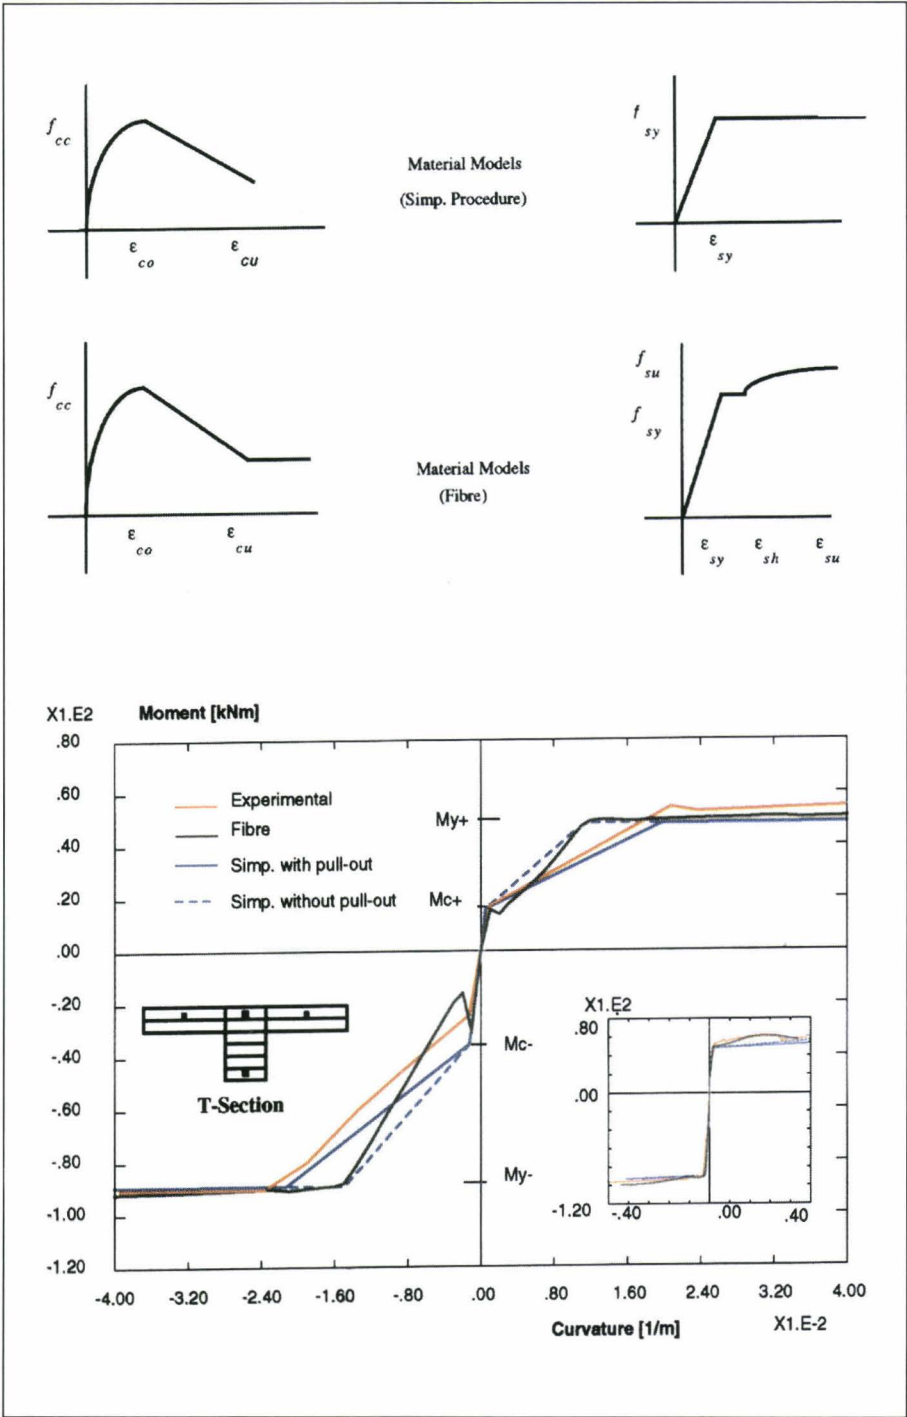 f cc
ε co ε cu
Material Models
(Simp. Procedure)
f sy
ε sy
f cc
ε co ε cu
Material Models
(Fibre)
f su
f sy
ε sy ε sh ε su
X1.E2 Moment [kNm]
.80
.60
.40
.20
.00
-.20
-.40
-.60
-.80
-1.00
-1.20
Experimental
Fibre
Simp. with pull-out
Simp. without pull-out
My+
Mc+
Mc-
My-
T-Section
X1.E2
.80
.00
-1.20
-.40 .00 .40
-4.00 -3.20 -2.40 -1.60 -.80 .00 .80 1.60 2.40 3.20 4.00
Curvature [1/m] X1.E-2